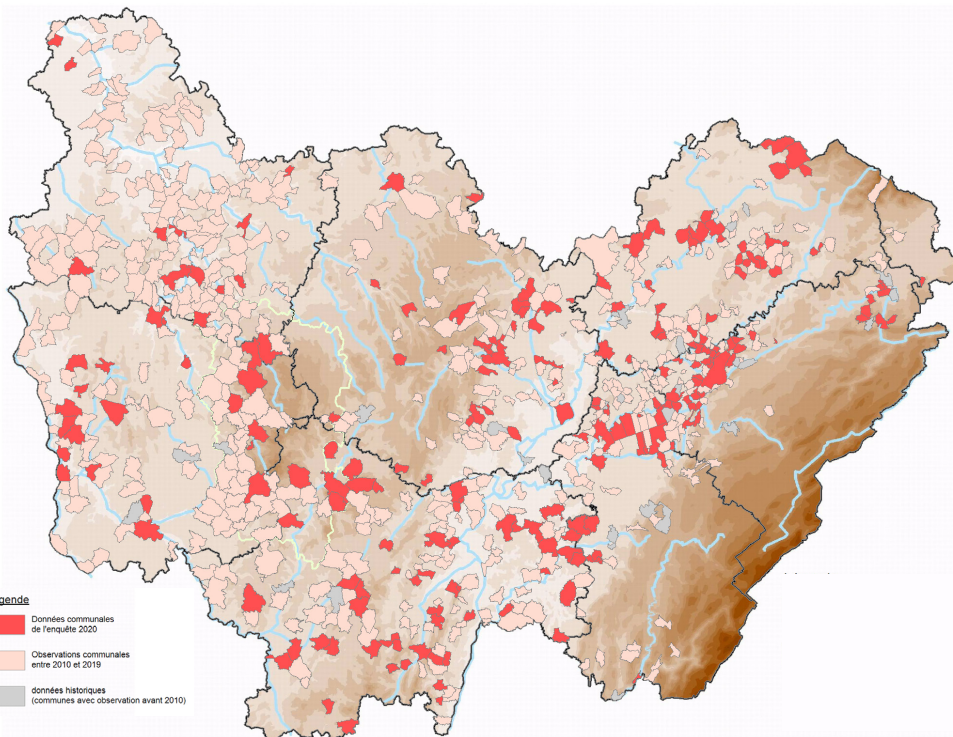 gende
Données communales
de l'enquête 2020
Observations communales
entre 2010 et 2019
données historiques
(communes avec observation avant 2010)